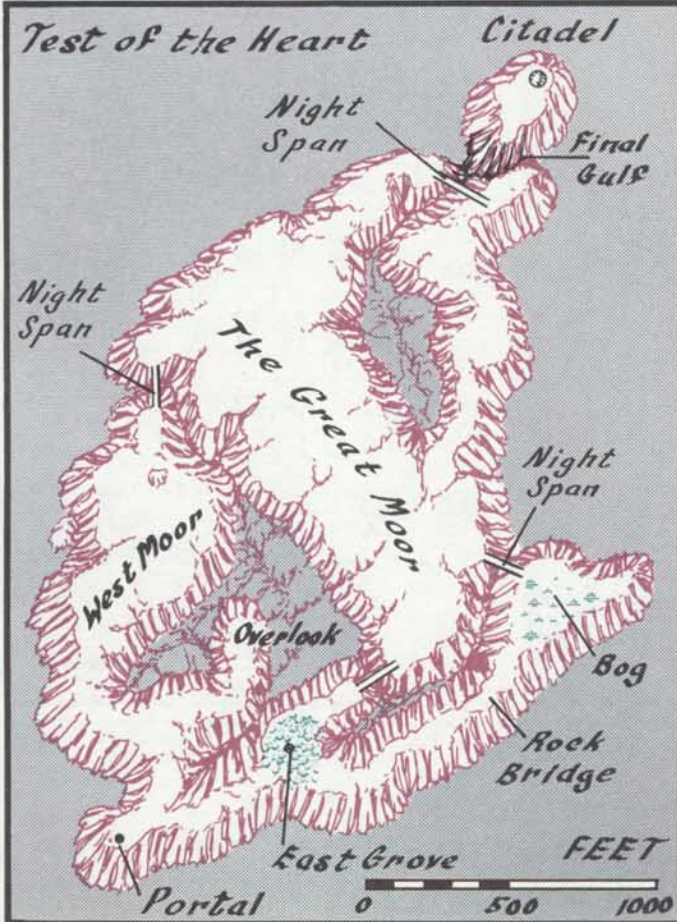 Test of the Heart
Citadel
Night
Span
Final
Gulf
Night
Span
The Great Moor
Night
Span
West Moor
Overlook
Bog
Rock
Bridge
East Grove
FEET
Portal
0 500 1000